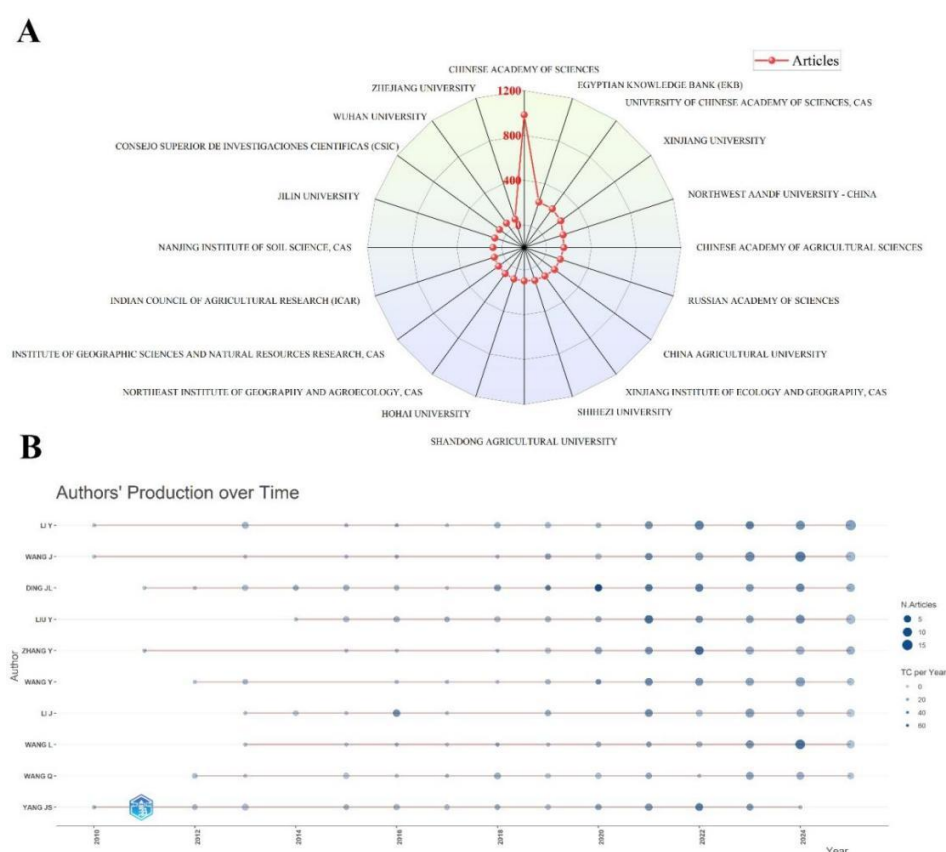 A
Articles
CHINESE ACADEMY OF SCIENCES
EGYPTIAN KNOWLEDGE BANK (EKB)
UNIVERSITY OF CHINESE ACADEMY OF SCIENCES, CAS
XINJIANG UNIVERSITY
NORTHWEST AANDF UNIVERSITY - CHINA
CHINESE ACADEMY OF AGRICULTURAL SCIENCES
RUSSIAN ACADEMY OF SCIENCES
CHINA AGRICULTURAL UNIVERSITY
XINJIANG INSTITUTE OF ECOLOGY AND GEOGRAPHY, CAS
SHIHEZI UNIVERSITY
SHANDONG AGRICULTURAL UNIVERSITY
HOHAI UNIVERSITY
NORTHEAST INSTITUTE OF GEOGRAPHY AND AGROECOLOGY, CAS
INSTITUTE OF GEOGRAPHIC SCIENCES AND NATURAL RESOURCES RESEARCH, CAS
INDIAN COUNCIL OF AGRICULTURAL RESEARCH (ICAR)
NANJING INSTITUTE OF SOIL SCIENCE, CAS
JILIN UNIVERSITY
CONSEJO SUPERIOR DE INVESTIGACIONES CIENTIFICAS (CSIC)
WUHAN UNIVERSITY
ZHEJIANG UNIVERSITY
1200
800
400
0
B
Authors' Production over Time
Author
LI Y
WANG J
DING JL
LIU Y
ZHANG Y
WANG Y
LI J
WANG L
WANG Q
YANG JS
2010
2012
2014
2016
2018
2020
2022
2024
Year
N.Articles
5
10
15
TC per Year
0
20
40
60